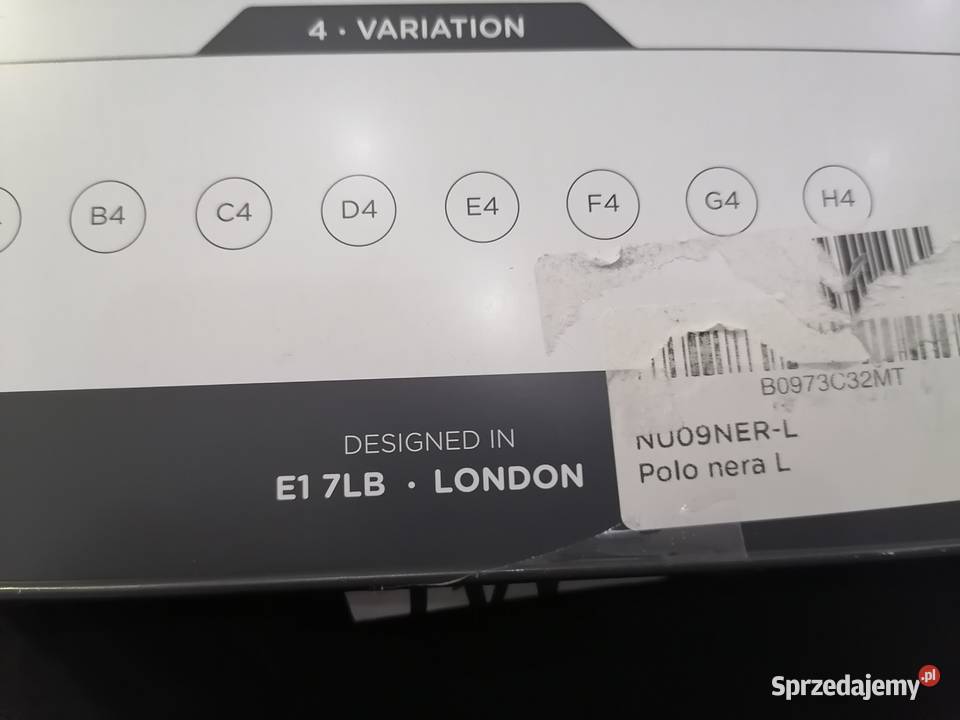 4 · VARIATION
B4 C4 D4 E4 F4 G4 H4
B0973C32MT
DESIGNED IN
E1 7LB · LONDON
NU09NER-L
Polo nera L
Sprzedajemy.pl